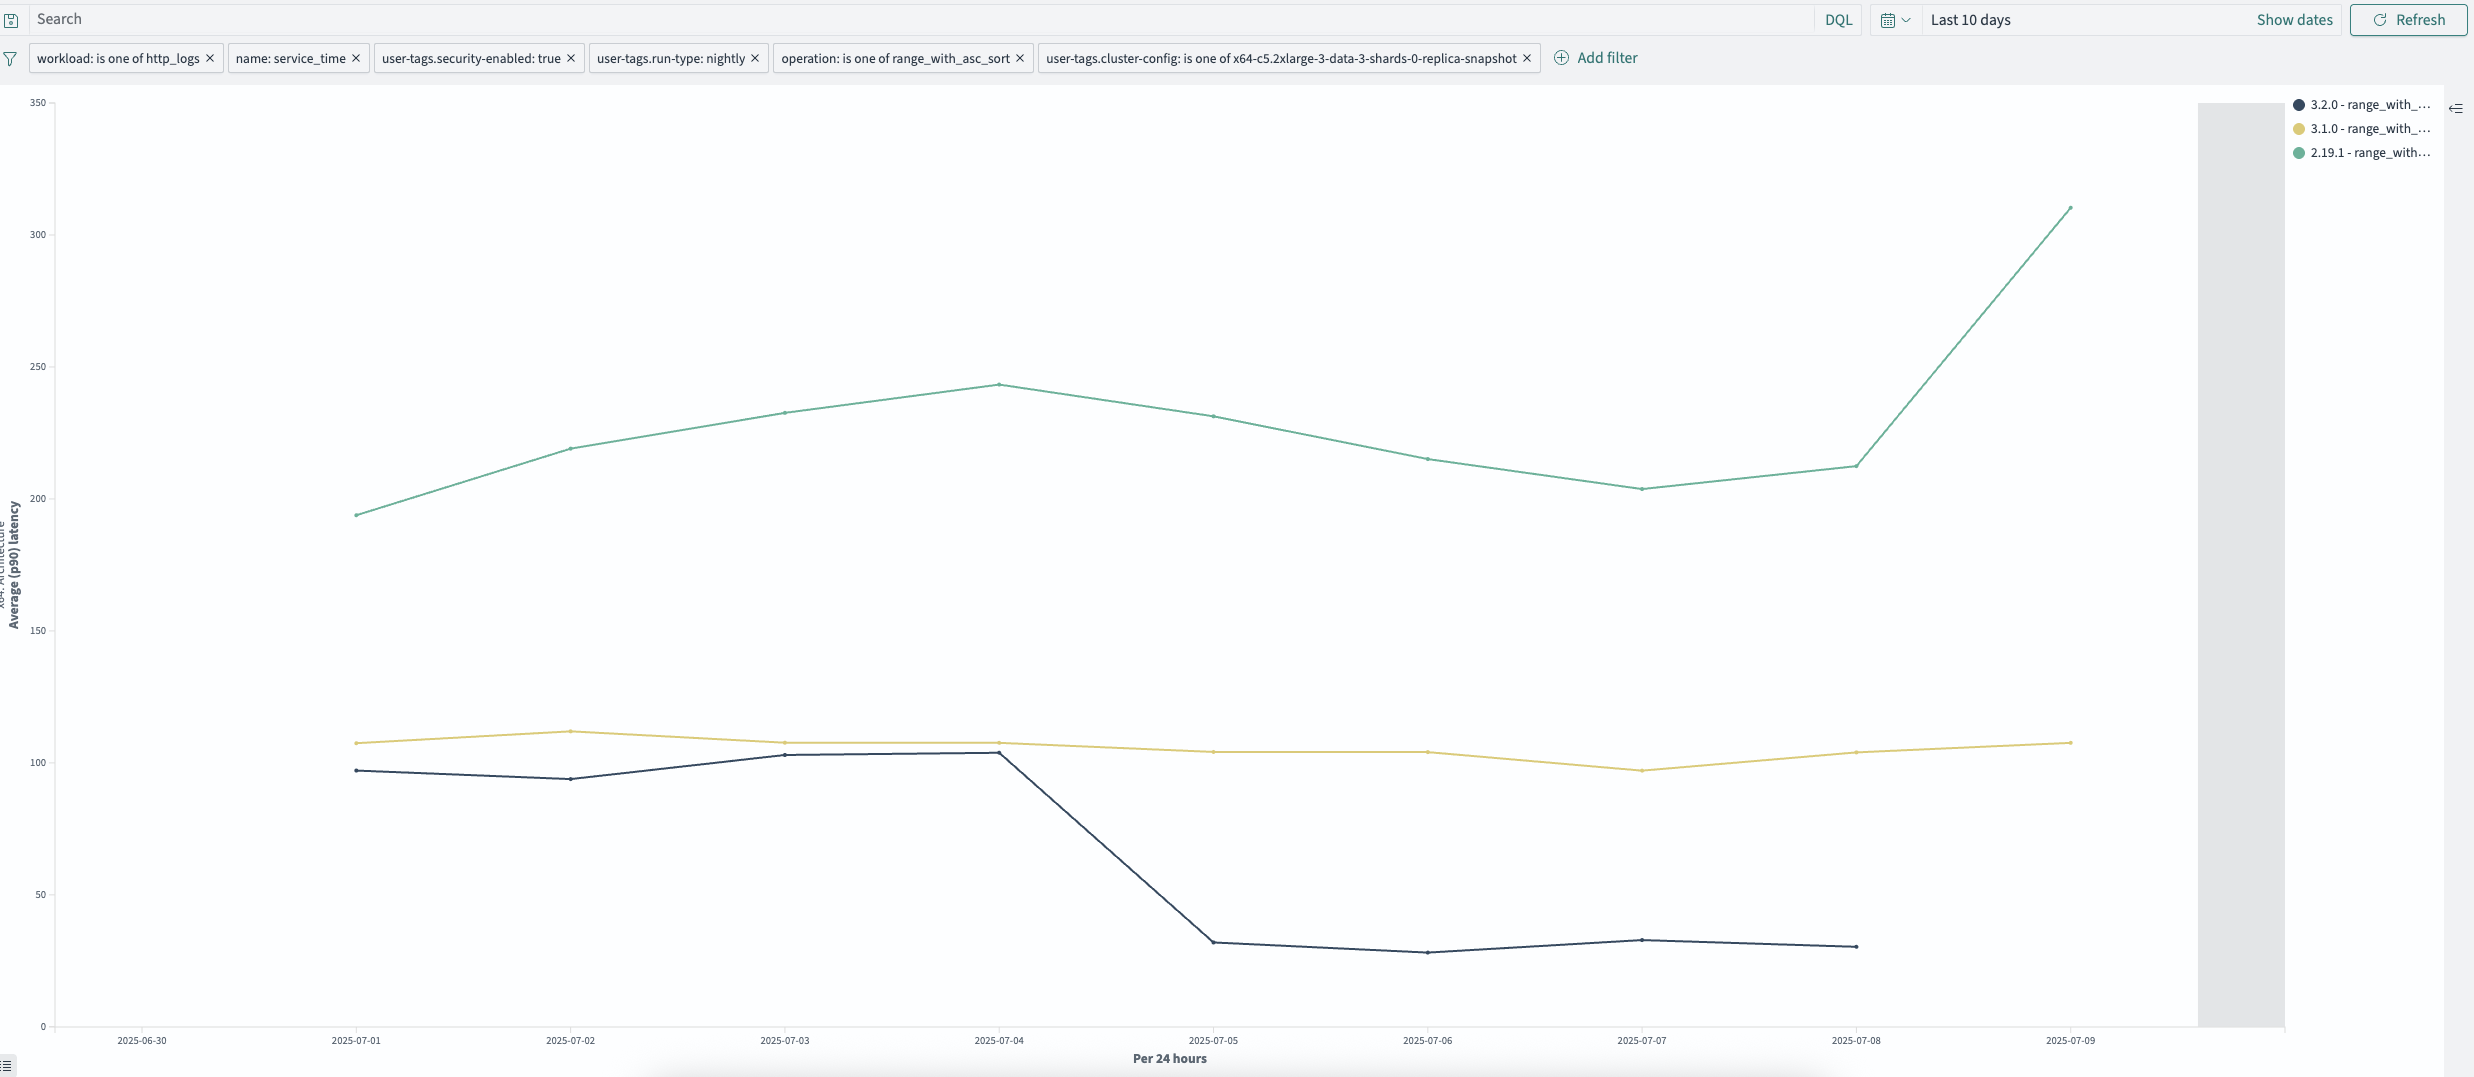 Search
DQL
Last 10 days
Show dates
Refresh
workload: is one of http_logs ×
name: service_time ×
user-tags.security-enabled: true ×
user-tags.run-type: nightly ×
operation: is one of range_with_asc_sort ×
user-tags.cluster-config: is one of x64-c5.2xlarge-3-data-3-shards-0-replica-snapshot ×
Add filter
350
300
250
200
150
100
50
0
x64: Architecture
Average (p90) latency
3.2.0 - range_with_…
3.1.0 - range_with_…
2.19.1 - range_with…
2025-06-30
2025-07-01
2025-07-02
2025-07-03
2025-07-04
2025-07-05
2025-07-06
2025-07-07
2025-07-08
2025-07-09
Per 24 hours